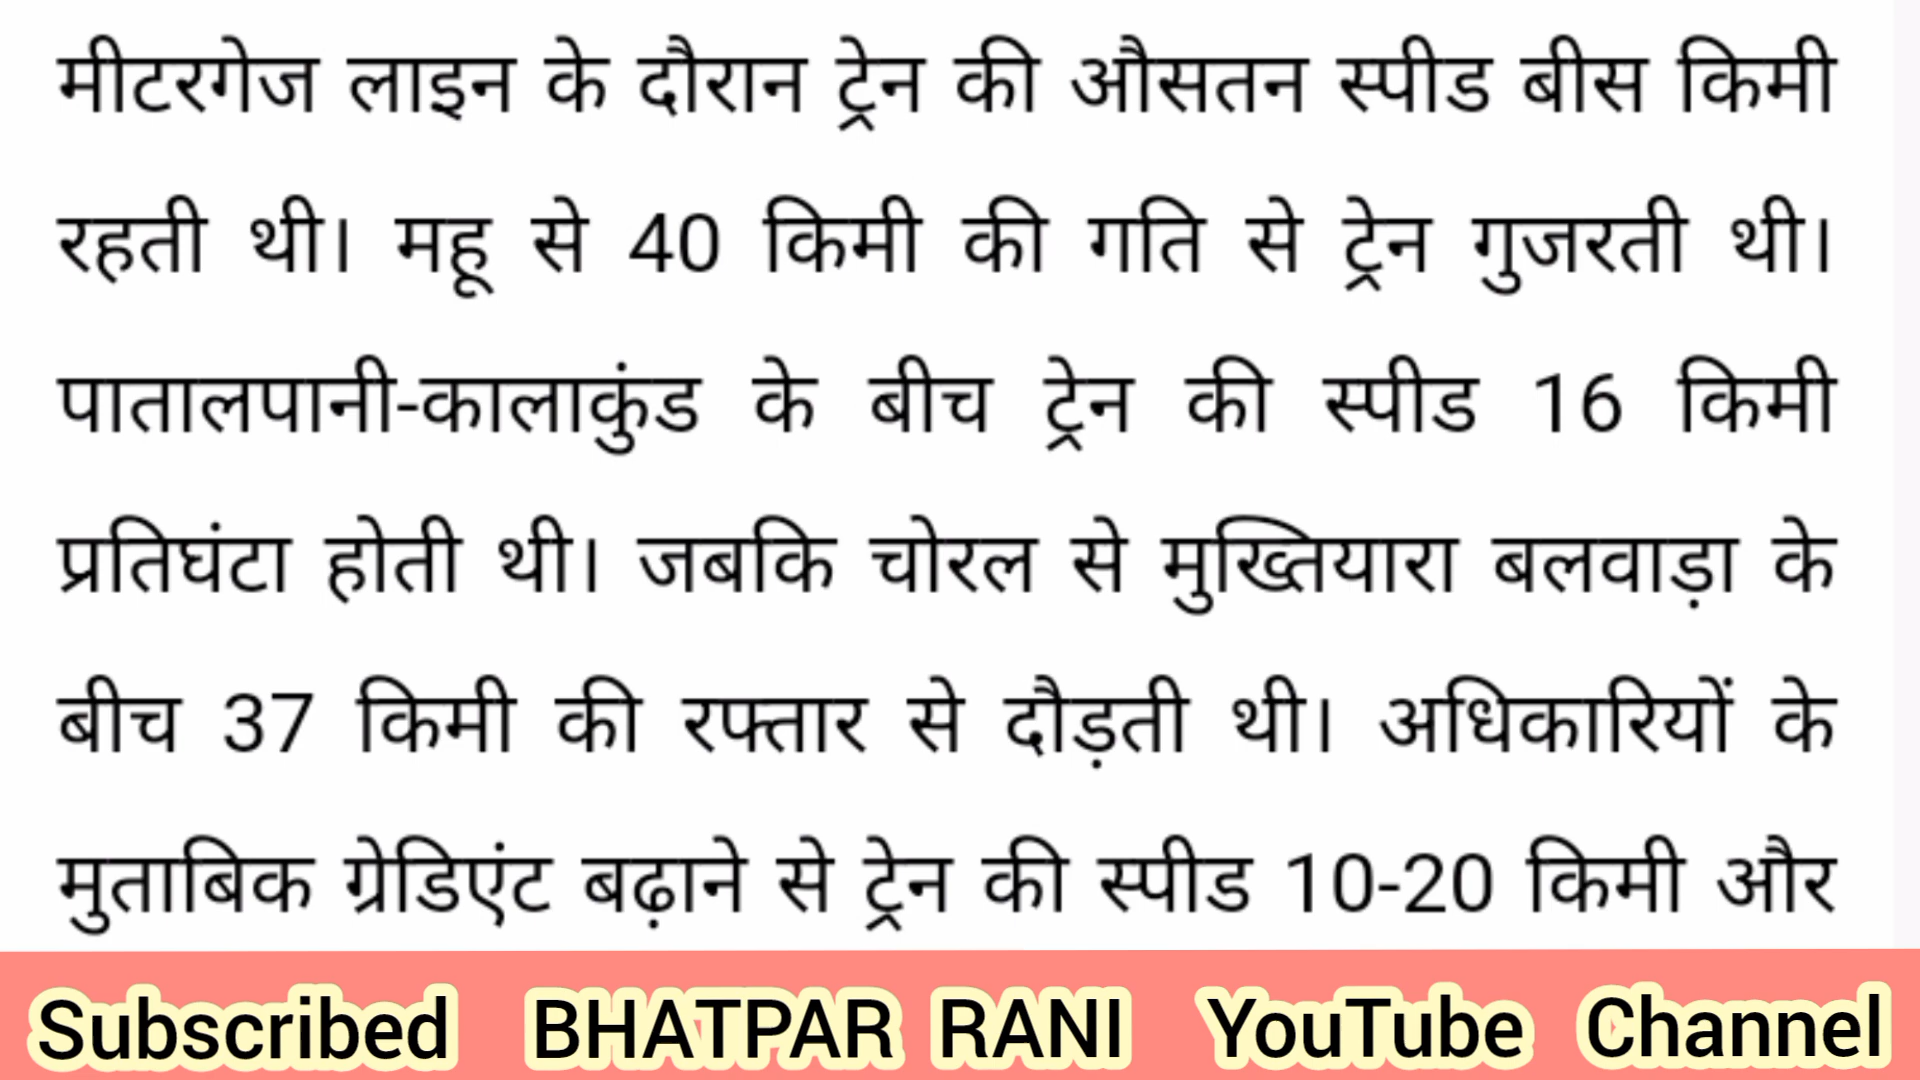 मीटरगेज लाइन के दौरान ट्रेन की औसतन स्पीड बीस किमी
रहती थी। महू से 40 किमी की गति से ट्रेन गुजरती थी।
पातालपानी-कालाकुंड के बीच ट्रेन की स्पीड 16 किमी
प्रतिघंटा होती थी। जबकि चोरल से मुख्तियारा बलवाड़ा के
बीच 37 किमी की रफ्तार से दौड़ती थी। अधिकारियों के
मुताबिक ग्रेडिएंट बढ़ाने से ट्रेन की स्पीड 10-20 किमी और
Subscribed BHATPAR RANI YouTube Channel